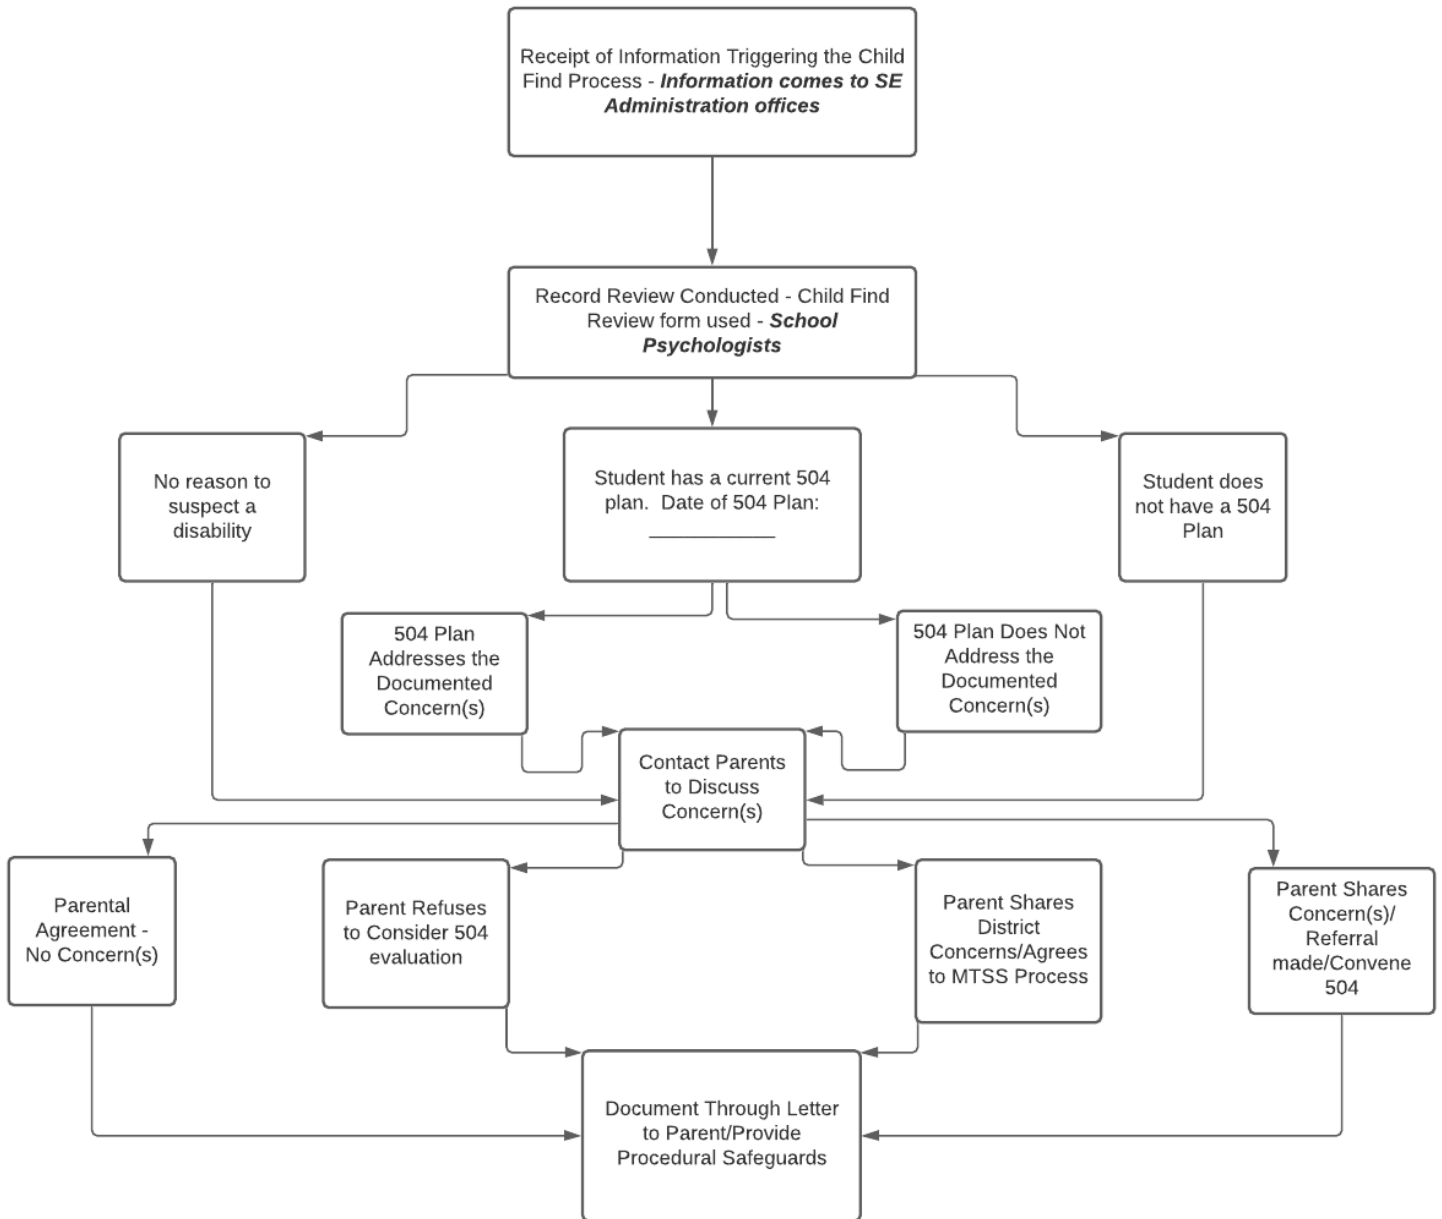 Receipt of Information Triggering the Child
Find Process - Information comes to SE
Administration offices
Record Review Conducted - Child Find
Review form used - School
Psychologists
No reason to
suspect a
disability
Student has a current 504
plan.  Date of 504 Plan:
___________
Student does
not have a 504
Plan
504 Plan
Addresses the
Documented
Concern(s)
504 Plan Does Not
Address the
Documented
Concern(s)
Contact Parents
to Discuss
Concern(s)
Parental
Agreement -
No Concern(s)
Parent Refuses
to Consider 504
evaluation
Parent Shares
District
Concerns/Agrees
to MTSS Process
Parent Shares
Concern(s)/
Referral
made/Convene
504
Document Through Letter
to Parent/Provide
Procedural Safeguards